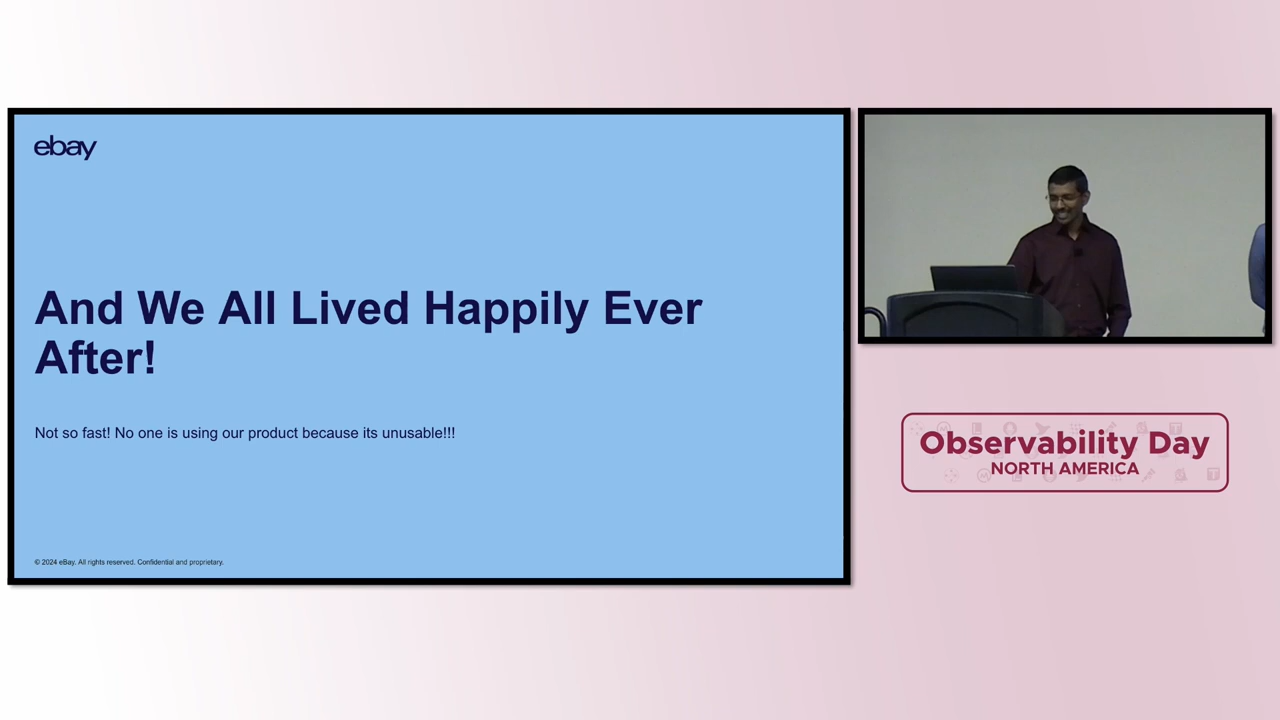 ebay
And We All Lived Happily Ever
After!
Not so fast! No one is using our product because its unusable!!!
© 2024 eBay. All rights reserved. Confidential and proprietary.
Observability Day
NORTH AMERICA